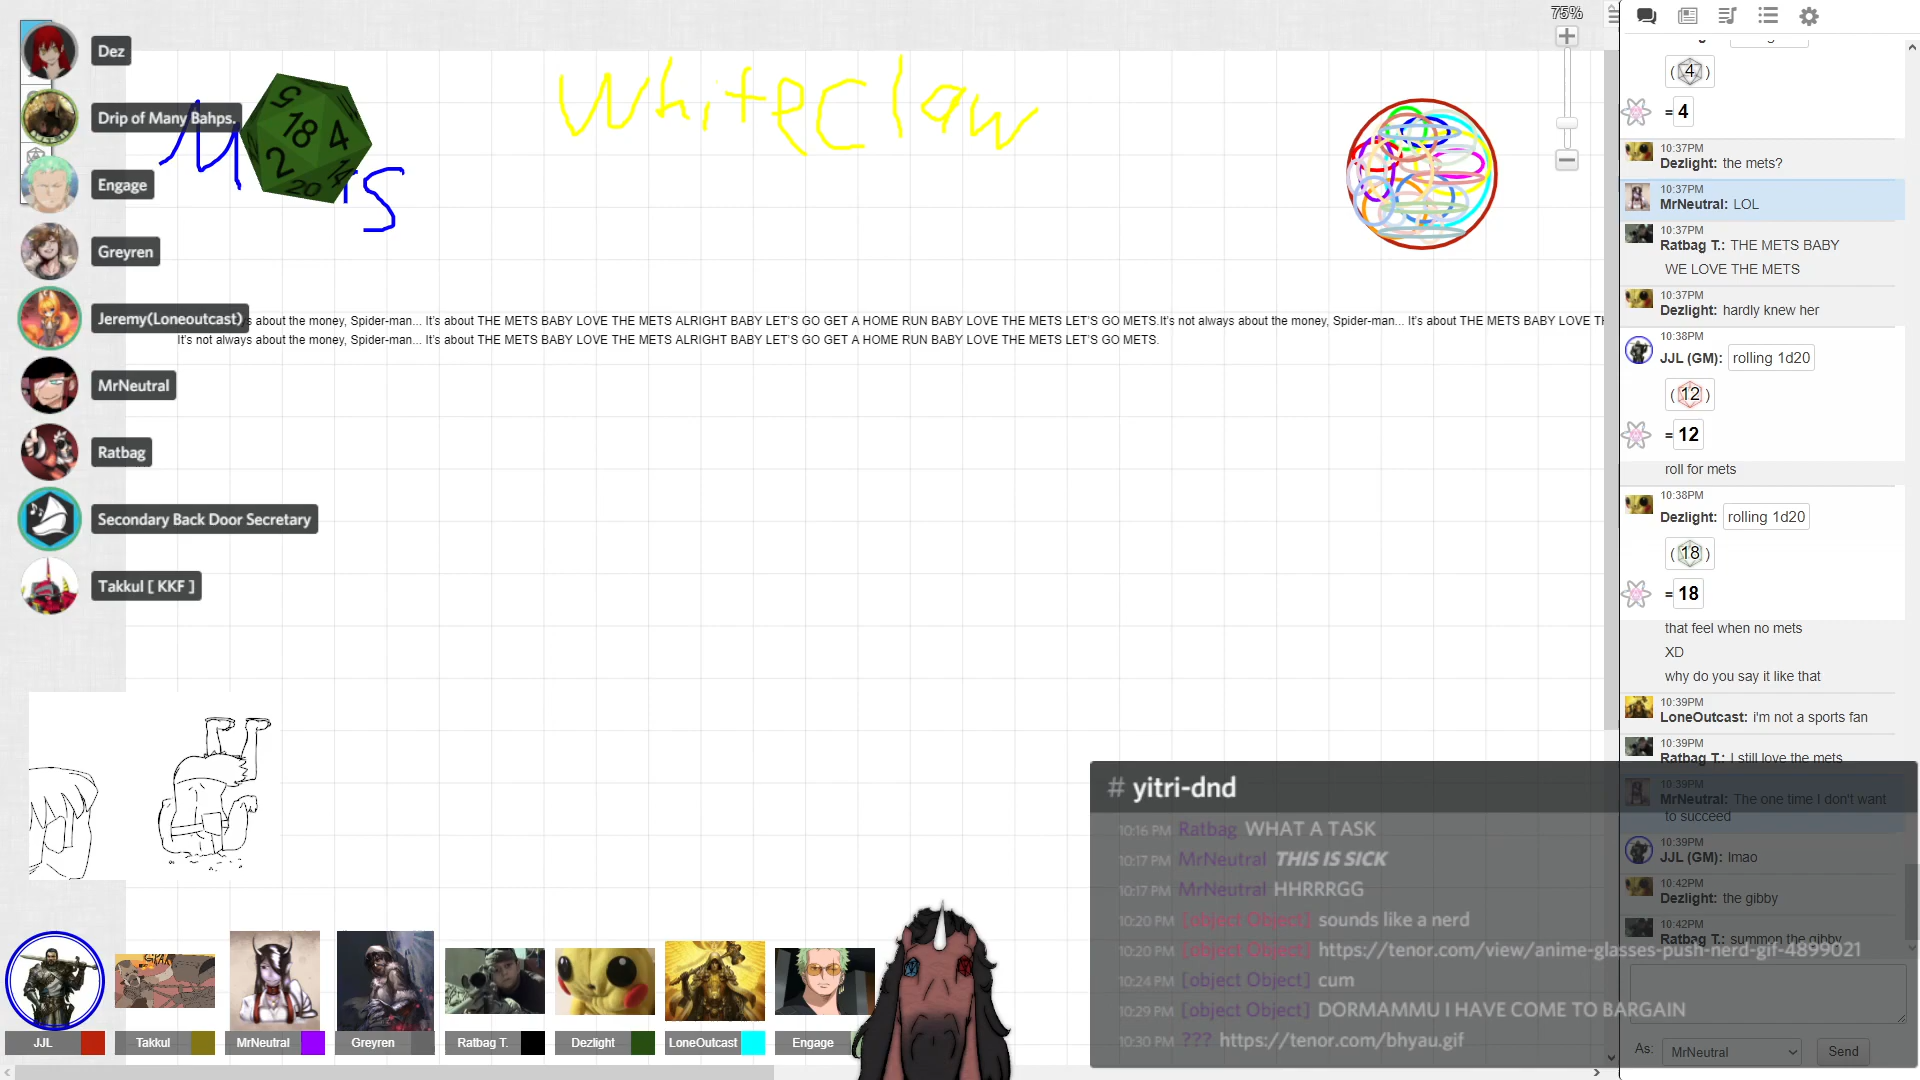 75%
Dez
Drip of Many Bahps.
Engage
Greyren
Jeremy(Loneoutcast)
MrNeutral
Ratbag
Secondary Back Door Secretary
Takkul [ KKF ]
WhiteClaw
5
18 4
2 14
20
s about the money, Spider-man... It's about THE METS BABY LOVE THE METS ALRIGHT BABY LET'S GO GET A HOME RUN BABY LOVE THE METS LET'S GO METS.It's not always about the money, Spider-man... It's about THE METS BABY LOVE
It's not always about the money, Spider-man... It's about THE METS BABY LOVE THE METS ALRIGHT BABY LET'S GO GET A HOME RUN BABY LOVE THE METS LET'S GO METS.
(4)
=4
10:37PM
Dezlight: the mets?
10:37PM
MrNeutral: LOL
10:37PM
Ratbag T.: THE METS BABY
WE LOVE THE METS
10:37PM
Dezlight: hardly knew her
10:38PM
JJL (GM): rolling 1d20
(12)
=12
roll for mets
10:38PM
Dezlight: rolling 1d20
(18)
=18
that feel when no mets
XD
why do you say it like that
10:39PM
LoneOutcast: i'm not a sports fan
10:39PM
Ratbag T.: I still love the mets
10:39PM
MrNeutral: The one time I don't want
to succeed
10:39PM
JJL (GM): lmao
10:42PM
Dezlight: the gibby
10:42PM
Ratbag T.: summon the gibby
As: MrNeutral Send
# yitri-dnd
10:16 PM Ratbag WHAT A TASK
10:17 PM MrNeutral THIS IS SICK
10:17 PM MrNeutral HHRRRGG
10:20 PM [object Object] sounds like a nerd
10:20 PM [object Object] https://tenor.com/view/anime-glasses-push-nerd-gif-4899021
10:24 PM [object Object] cum
10:29 PM [object Object] DORMAMMU I HAVE COME TO BARGAIN
10:30 PM ??? https://tenor.com/bhyau.gif
JJL
Takkul
MrNeutral
Greyren
Ratbag T.
Dezlight
LoneOutcast
Engage